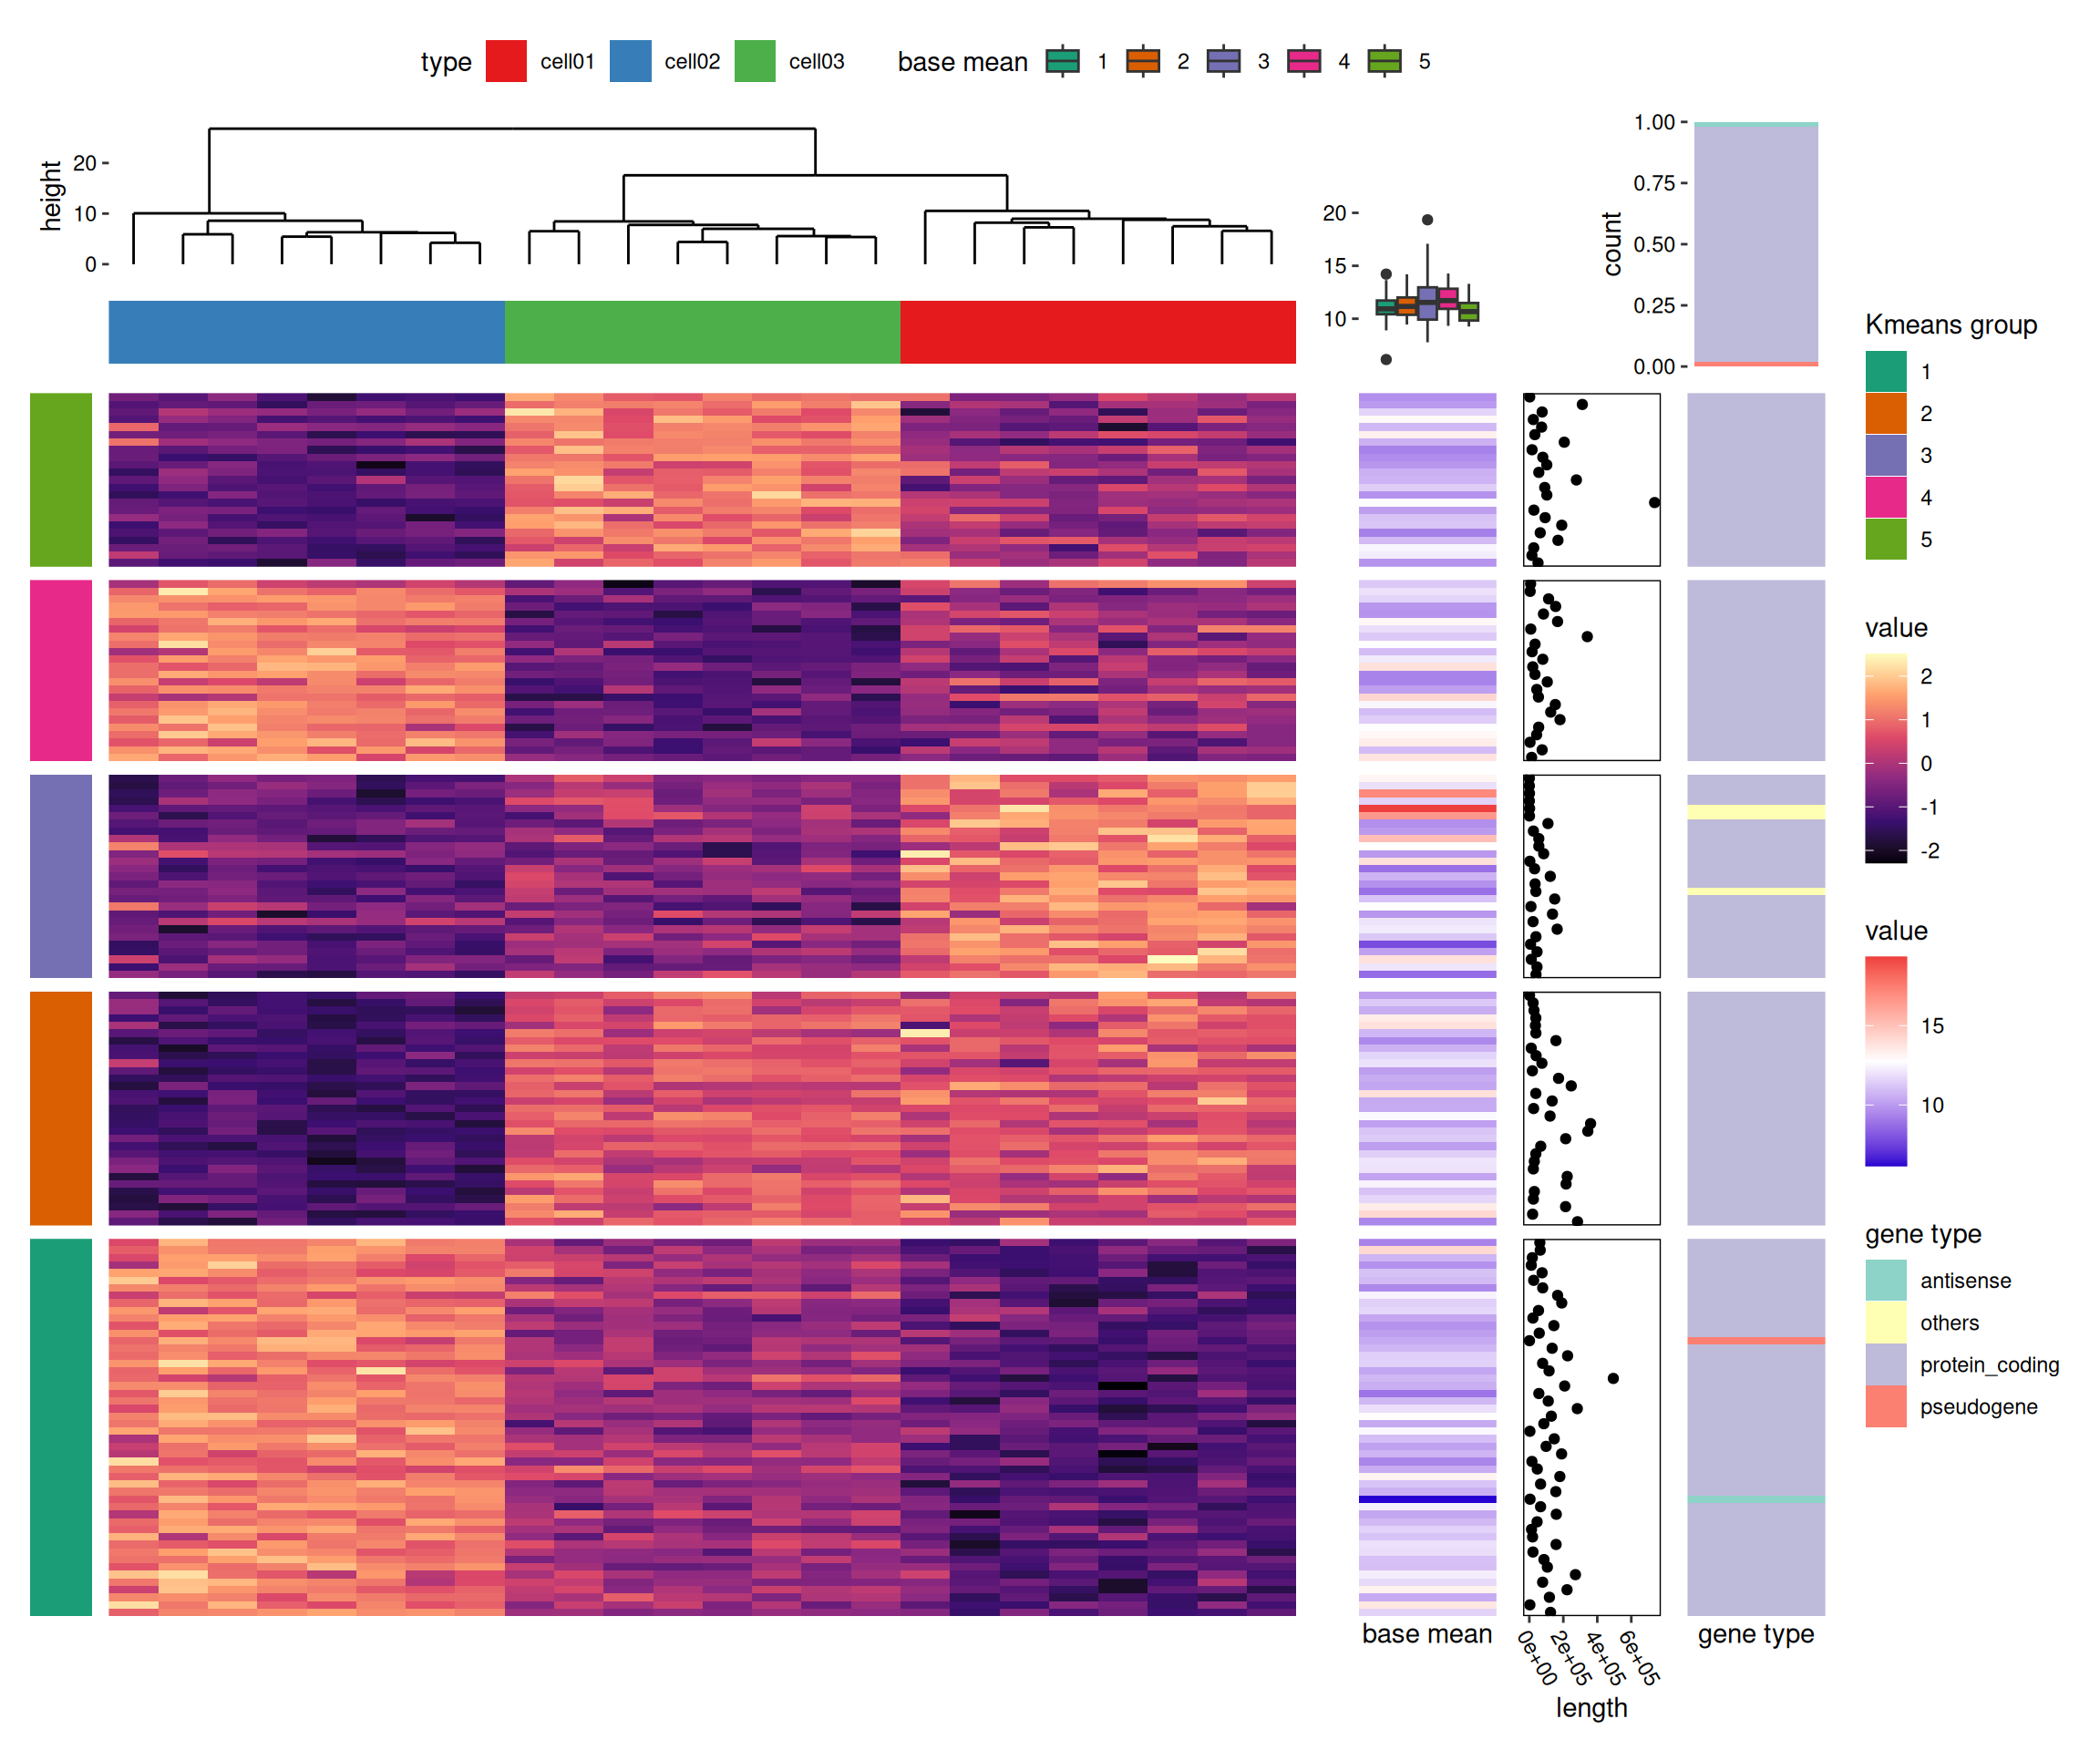 type cell01 cell02 cell03 base mean 1 2 3 4 5
height
20
10
0
20
15
10
count
1.00
0.75
0.50
0.25
0.00
Kmeans group
1
2
3
4
5
value
2
1
0
-1
-2
value
15
10
gene type
antisense
others
protein_coding
pseudogene
base mean
0e+00
2e+05
4e+05
6e+05
length
gene type